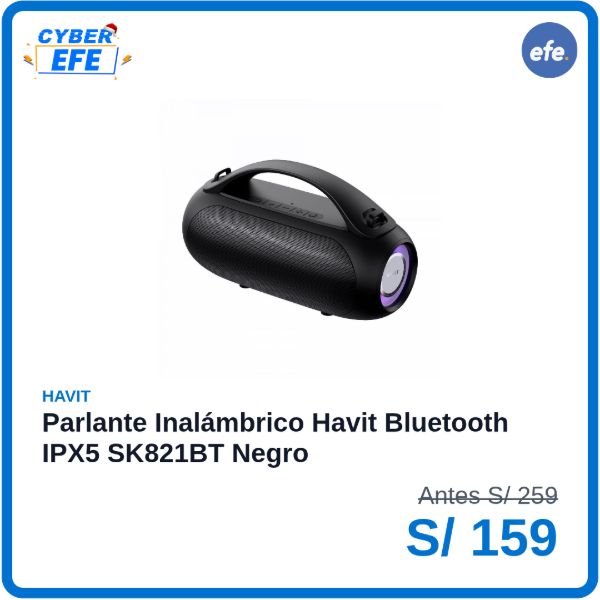 CYBER
EFE
efe.
HAVIT
Parlante Inalámbrico Havit Bluetooth
IPX5 SK821BT Negro
Antes S/ 259
S/ 159